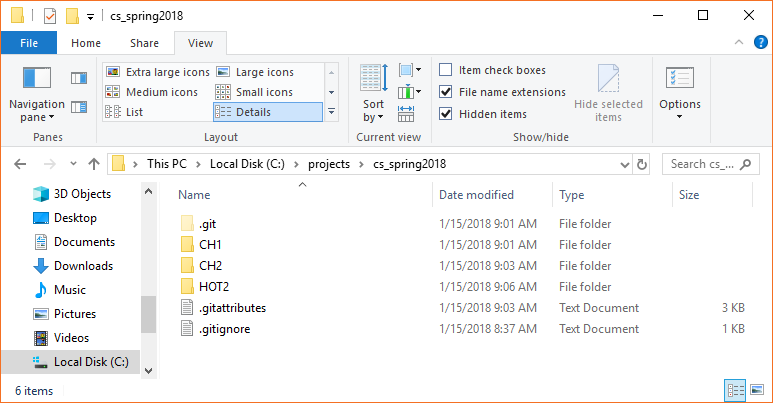 cs_spring2018
File Home Share View
Navigation pane
Panes
Extra large icons Large icons
Medium icons Small icons
List Details
Layout
Sort by
Current view
Item check boxes
File name extensions
Hidden items
Hide selected items
Show/hide
Options
This PC Local Disk (C:) projects cs_spring2018
Search cs_...
3D Objects
Desktop
Documents
Downloads
Music
Pictures
Videos
Local Disk (C:)
Name Date modified Type Size
.git 1/15/2018 9:01 AM File folder
CH1 1/15/2018 9:01 AM File folder
CH2 1/15/2018 9:03 AM File folder
HOT2 1/15/2018 9:06 AM File folder
.gitattributes 1/15/2018 9:03 AM Text Document 3 KB
.gitignore 1/15/2018 8:37 AM Text Document 1 KB
6 items